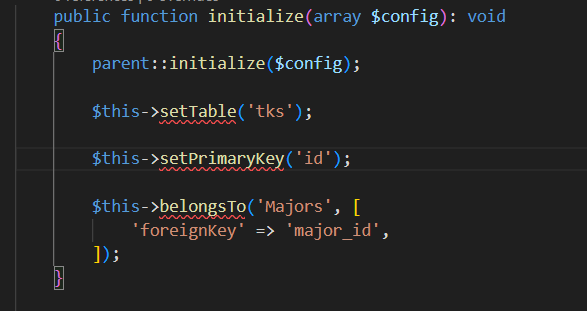 public function initialize(array $config): void
{
parent::initialize($config);
$this->setTable('tks');
$this->setPrimaryKey('id');
$this->belongsTo('Majors', [
'foreignKey' => 'major_id',
]);
}